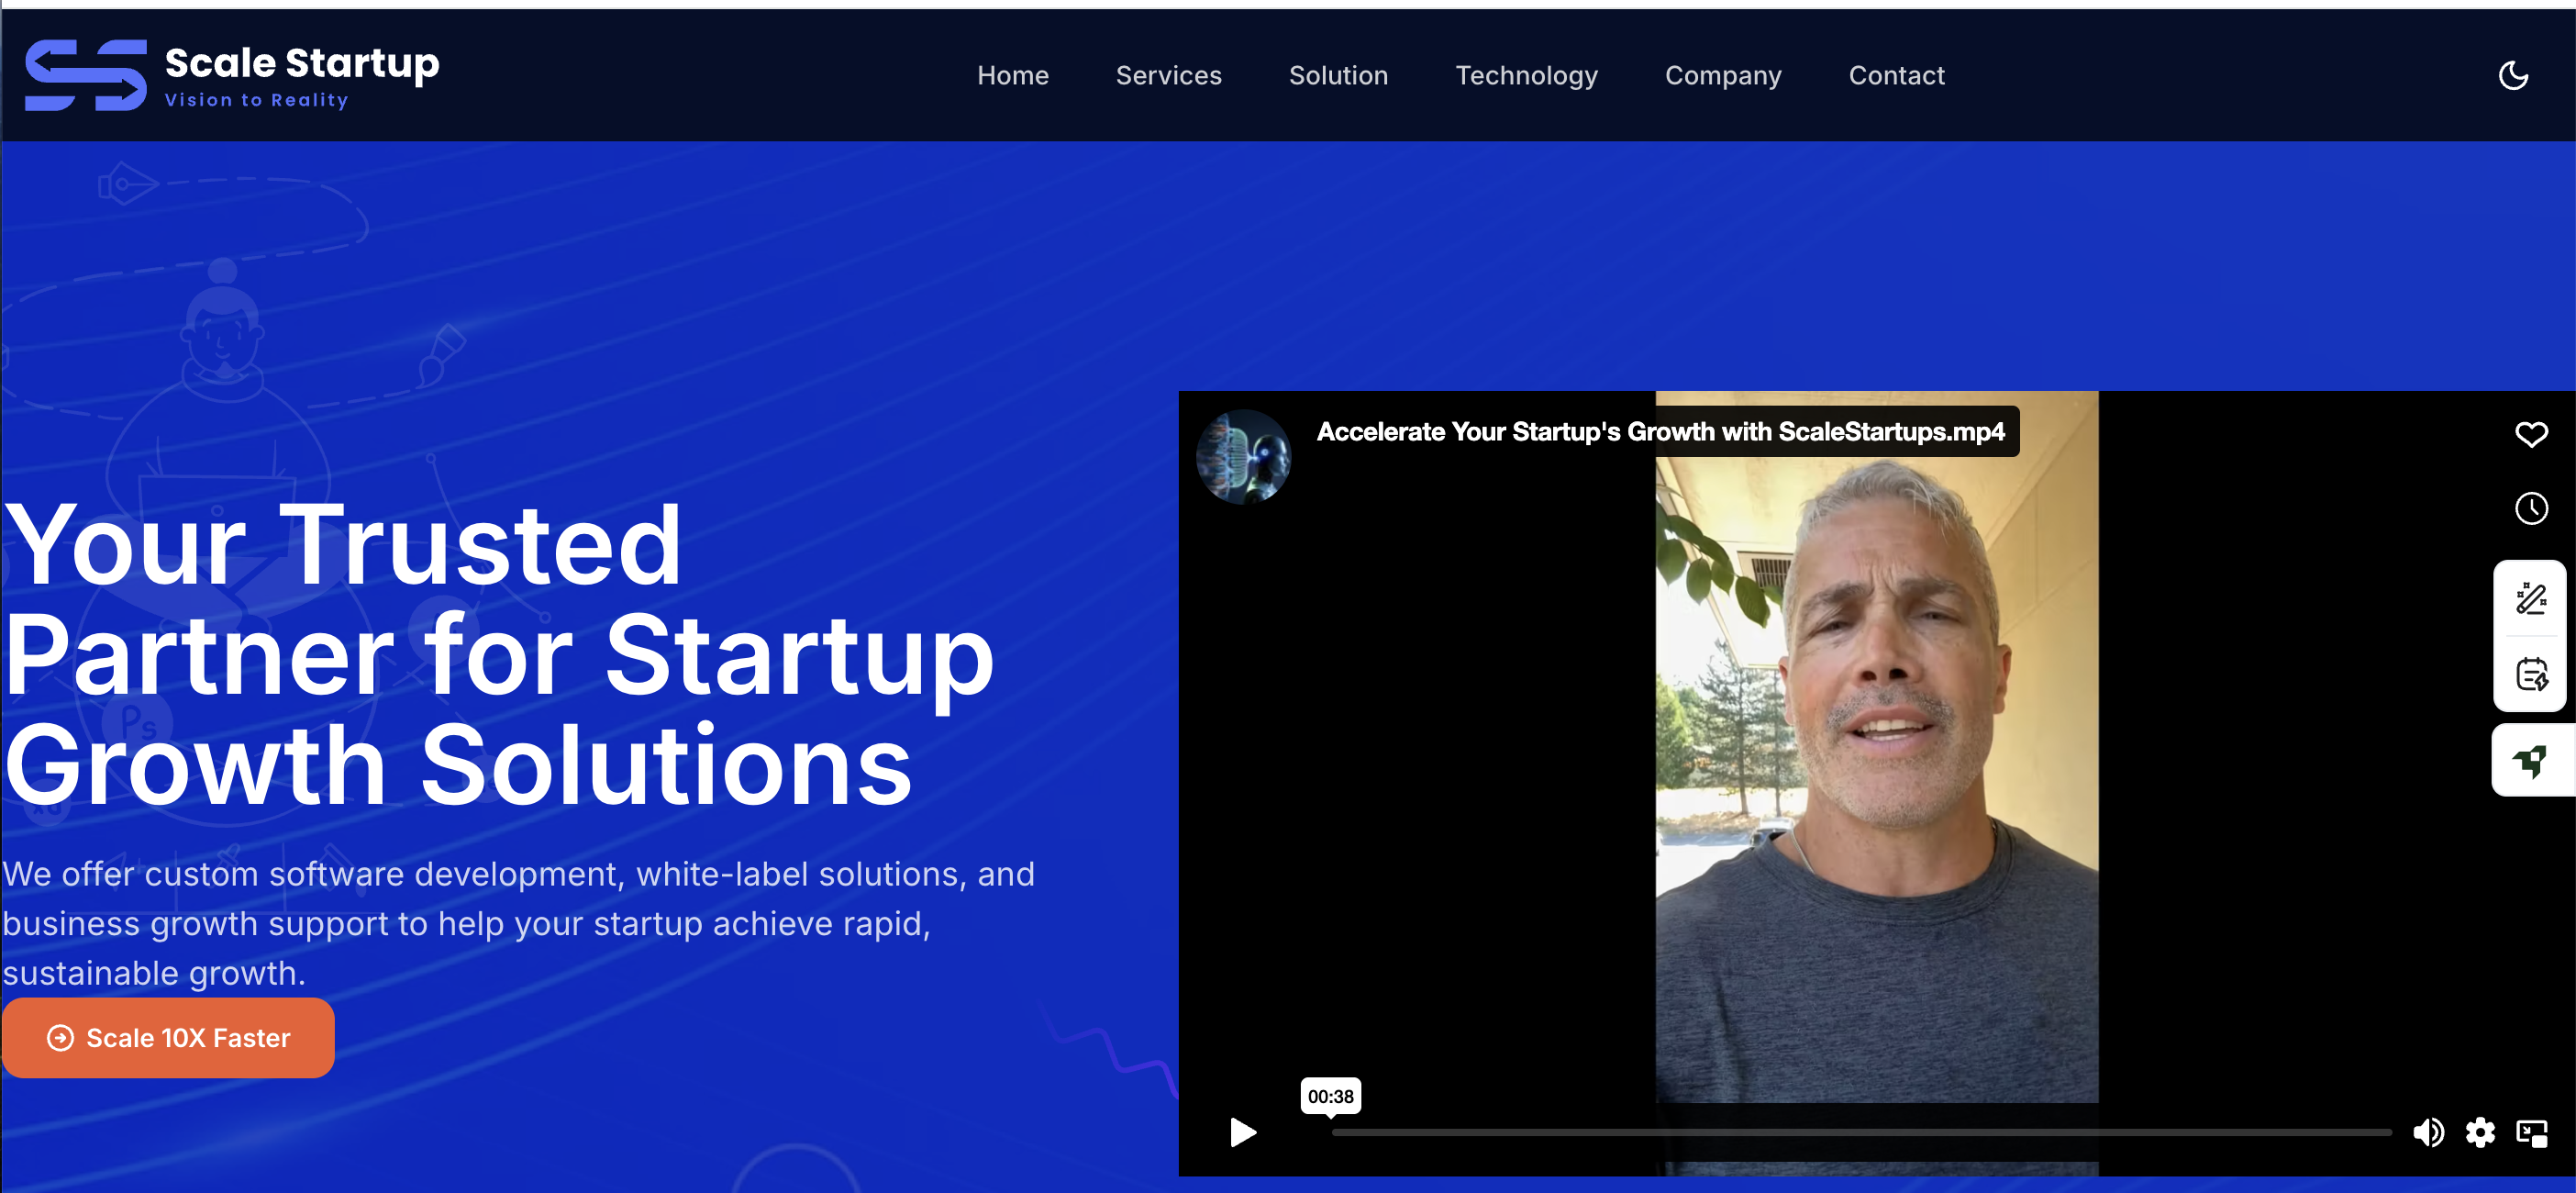 Scale Startup
Vision to Reality
Home Services Solution Technology Company Contact
Accelerate Your Startup's Growth with ScaleStartups.mp4
Your Trusted
Partner for Startup
Growth Solutions
Ps
We offer custom software development, white-label solutions, and
business growth support to help your startup achieve rapid,
sustainable growth.
Scale 10X Faster
00:38